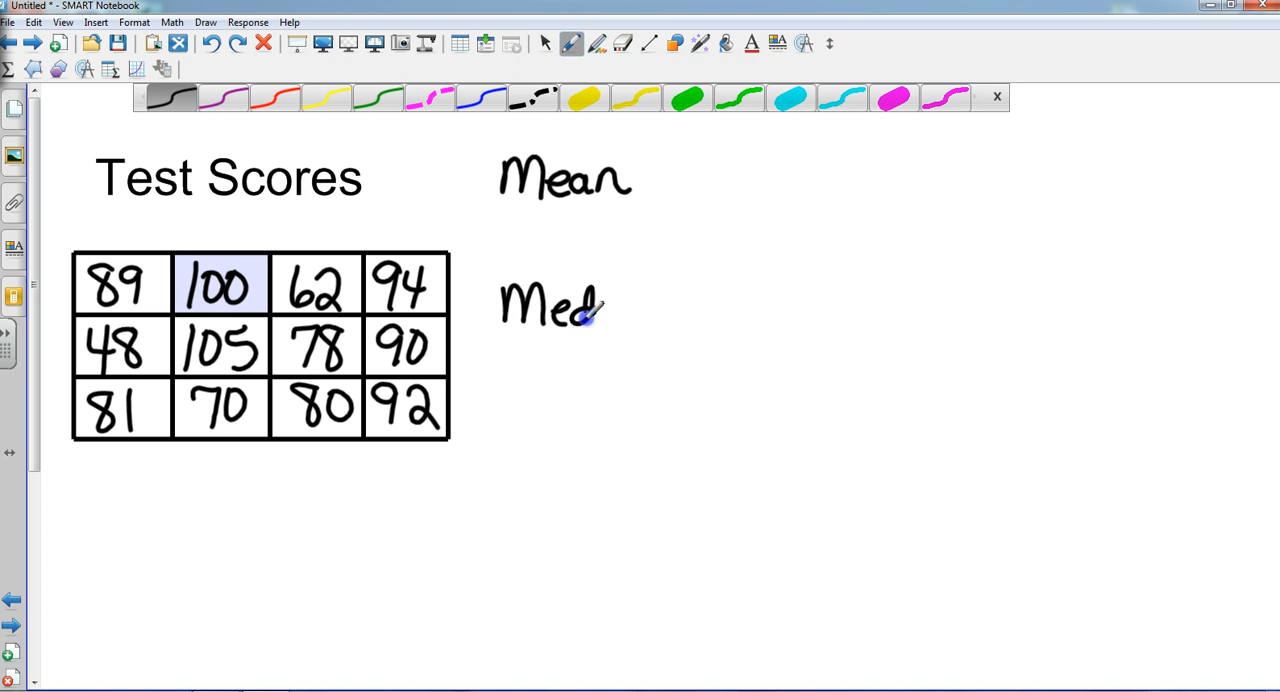 Untitled * - SMART Notebook
File Edit View Insert Format Math Draw Response Help
Test Scores
Mean
89 100 62 94
Med
48 105 78 90
81 70 80 92